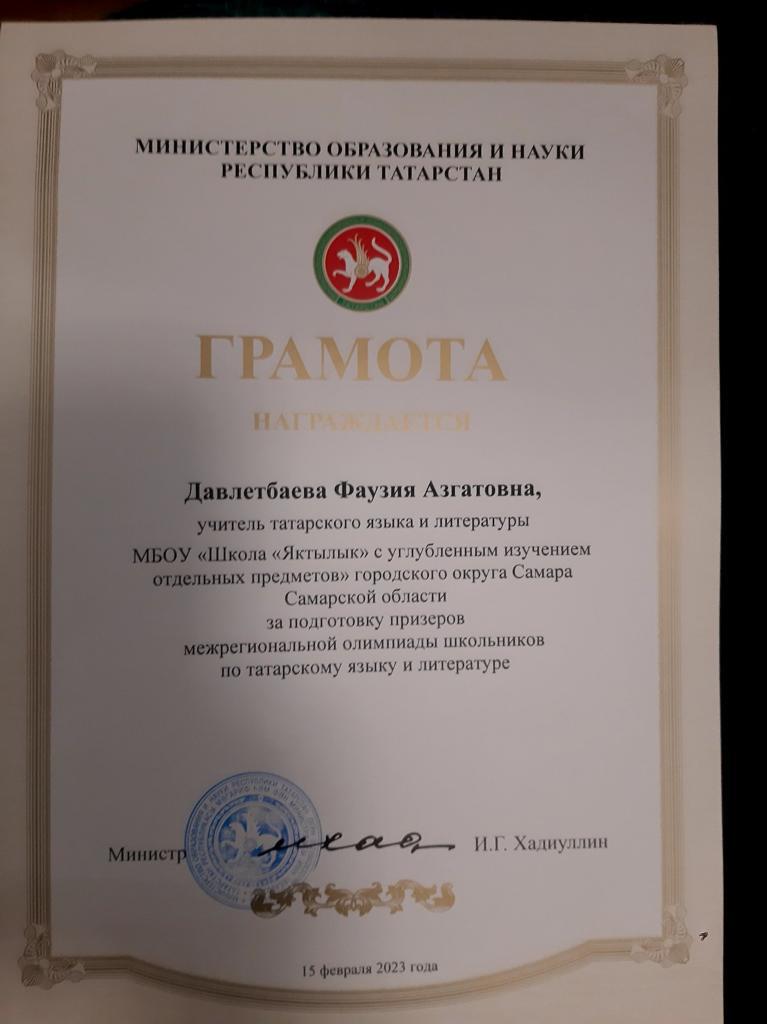 МИНИСТЕРСТВО ОБРАЗОВАНИЯ И НАУКИ
РЕСПУБЛИКИ ТАТАРСТАН
ТАТАРСТАН
ГРАМОТА
НАГРАЖДАЕТСЯ
Давлетбаева Фаузия Азгатовна,
учитель татарского языка и литературы
МБОУ «Школа «Яктылык» с углубленным изучением
отдельных предметов» городского округа Самара
Самарской области
за подготовку призеров
межрегиональной олимпиады школьников
по татарскому языку и литературе
Министр
И.Г. Хадиуллин
15 февраля 2023 года